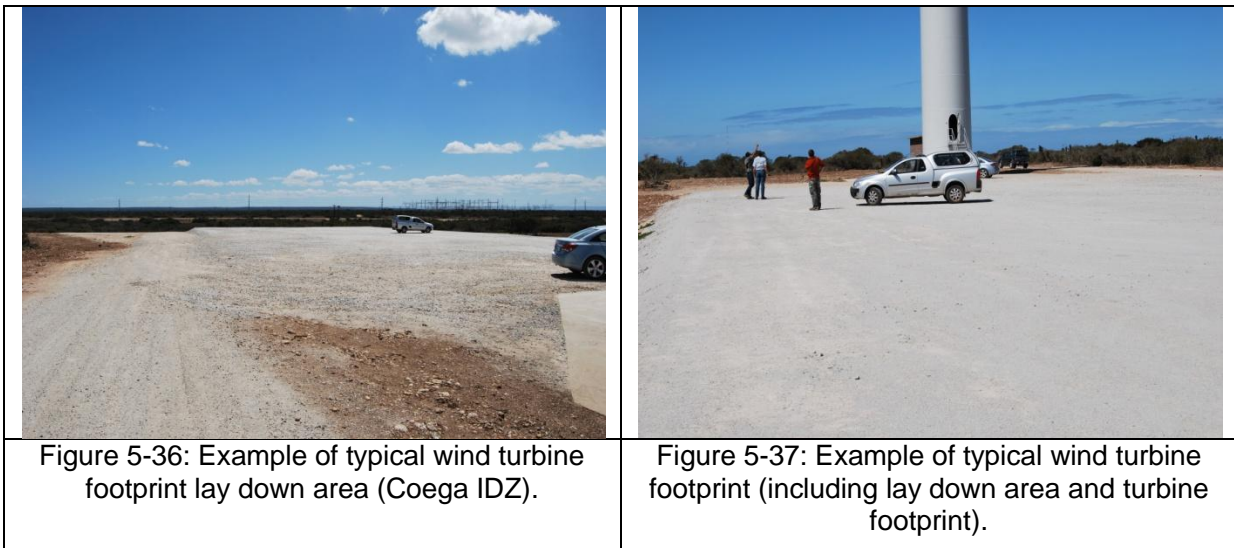 Figure 5-36: Example of typical wind turbine
footprint lay down area (Coega IDZ).
Figure 5-37: Example of typical wind turbine
footprint (including lay down area and turbine
footprint).